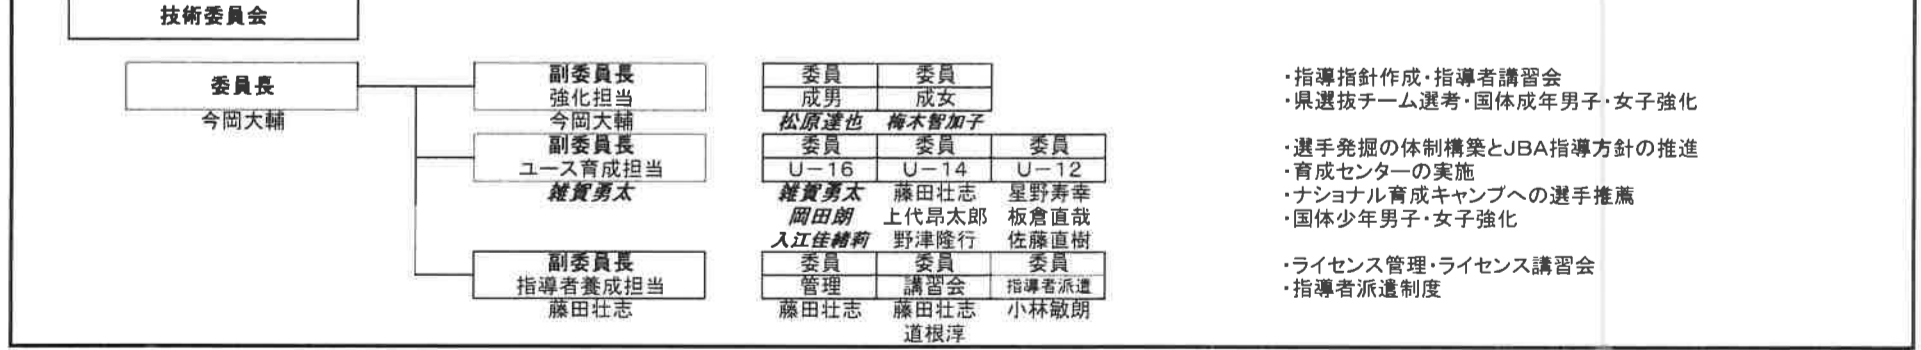 技術委員会
委員長
今岡大輔
副委員長
強化担当
今岡大輔
委員 委員
成男 成女
松原達也 梅木智加子
・指導指針作成・指導者講習会
・県選抜チーム選考・国体成年男子・女子強化
副委員長
ユース育成担当
雑賀勇太
委員 委員 委員
U－16 U－14 U－12
雑賀勇太 藤田壮志 星野寿幸
岡田朗 上代昂太郎 板倉直哉
入江佳緒莉 野津隆行 佐藤直樹
・選手発掘の体制構築とJBA指導方針の推進
・育成センターの実施
・ナショナル育成キャンプへの選手推薦
・国体少年男子・女子強化
副委員長
指導者養成担当
藤田壮志
委員 委員 委員
管理 講習会 指導者派遣
藤田壮志 藤田壮志 小林敏朗
道根淳
・ライセンス管理・ライセンス講習会
・指導者派遣制度